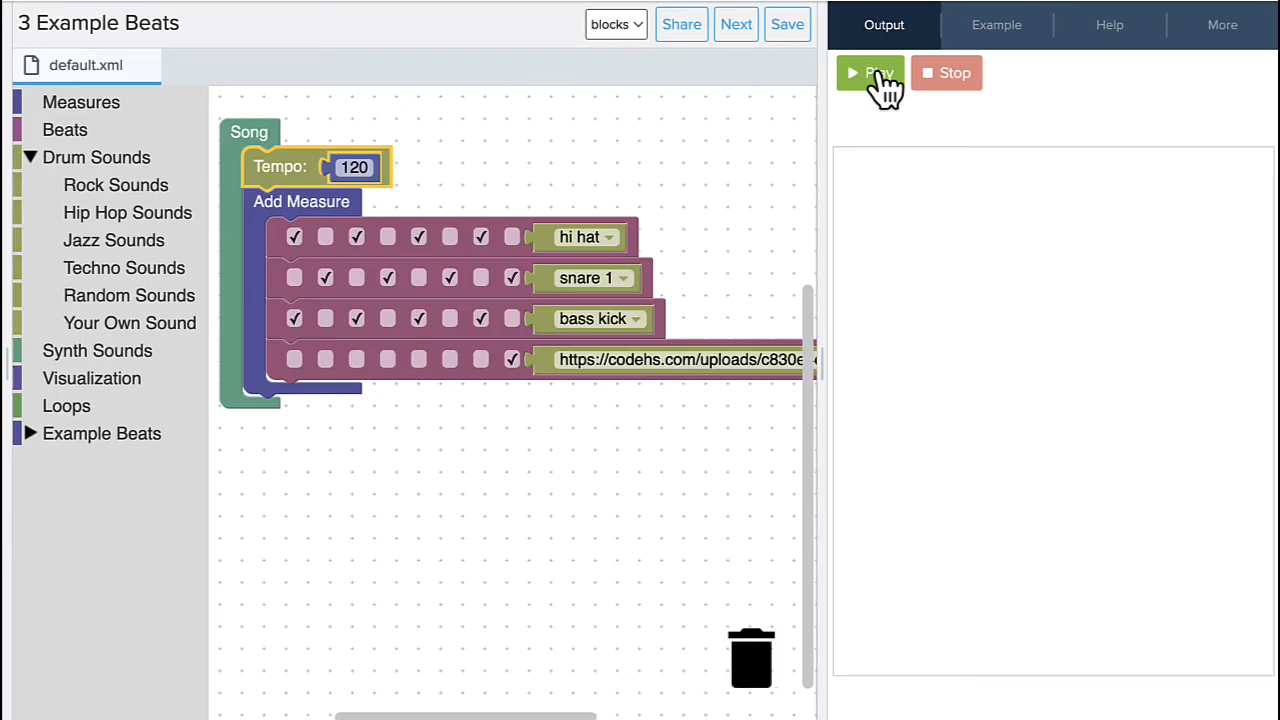 3 Example Beats
blocks
Share
Next
Save
Output
Example
Help
More
default.xml
Play
Stop
Measures
Beats
Drum Sounds
Rock Sounds
Hip Hop Sounds
Jazz Sounds
Techno Sounds
Random Sounds
Your Own Sound
Synth Sounds
Visualization
Loops
Example Beats
Song
Tempo: 120
Add Measure
hi hat
snare 1
bass kick
https://codehs.com/uploads/c830e